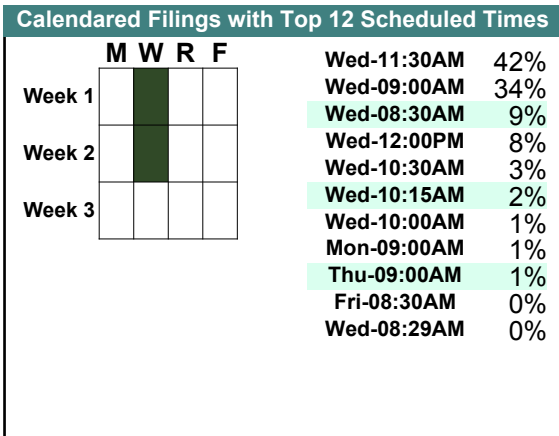 Calendared Filings with Top 12 Scheduled Times
M W R F
Week 1
Week 2
Week 3
Wed-11:30AM 42%
Wed-09:00AM 34%
Wed-08:30AM 9%
Wed-12:00PM 8%
Wed-10:30AM 3%
Wed-10:15AM 2%
Wed-10:00AM 1%
Mon-09:00AM 1%
Thu-09:00AM 1%
Fri-08:30AM 0%
Wed-08:29AM 0%